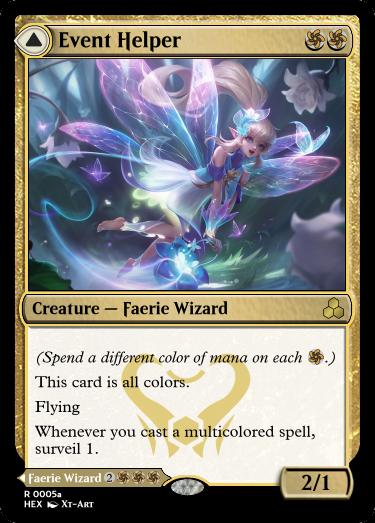 Event Helper
Creature — Faerie Wizard
(Spend a different color of mana on each .)
This card is all colors.
Flying
Whenever you cast a multicolored spell,
surveil 1.
Faerie Wizard 2
2/1
R 0005a
HEX Xt-Art